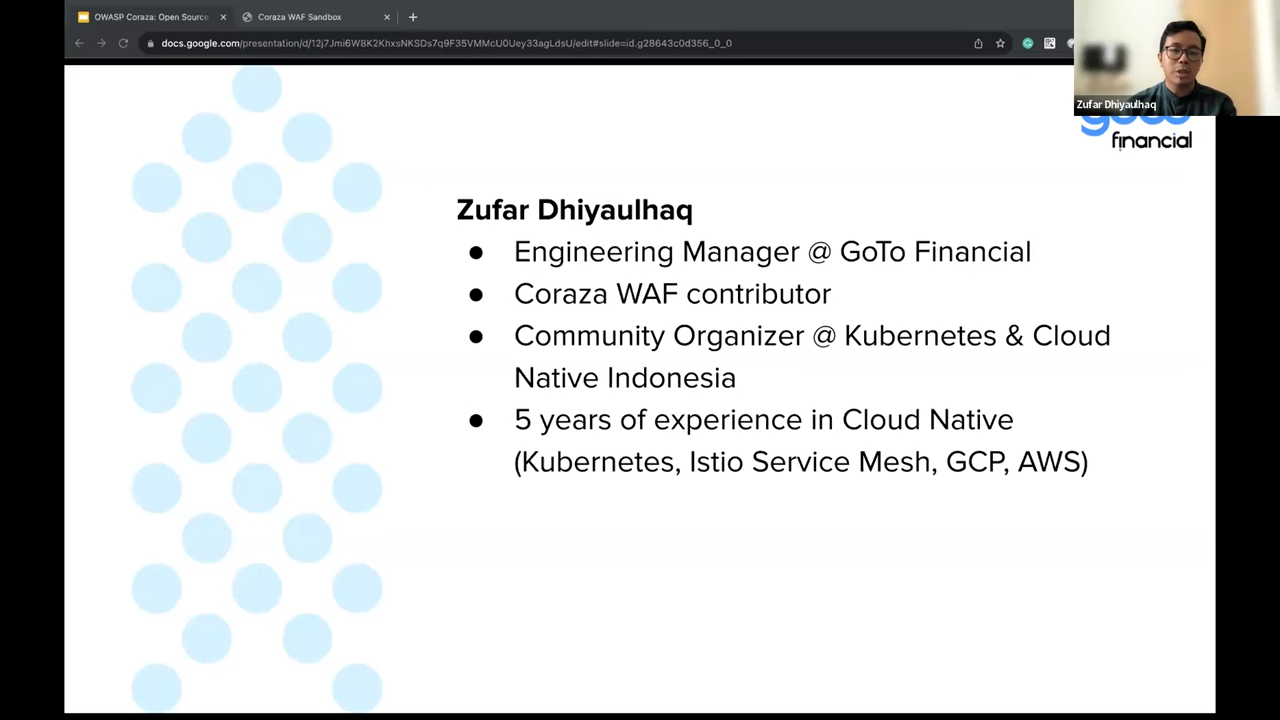 OWASP Coraza: Open Source
Coraza WAF Sandbox
docs.google.com/presentation/d/12j7Jmi6W8K2KhxsNKSDs7q9F35VMMcU0Uey33agLdsU/edit#slide=id.g28643c0d356_0_0
Zufar Dhiyaulhaq
financial
Zufar Dhiyaulhaq
● Engineering Manager @ GoTo Financial
● Coraza WAF contributor
● Community Organizer @ Kubernetes & Cloud
Native Indonesia
● 5 years of experience in Cloud Native
(Kubernetes, Istio Service Mesh, GCP, AWS)